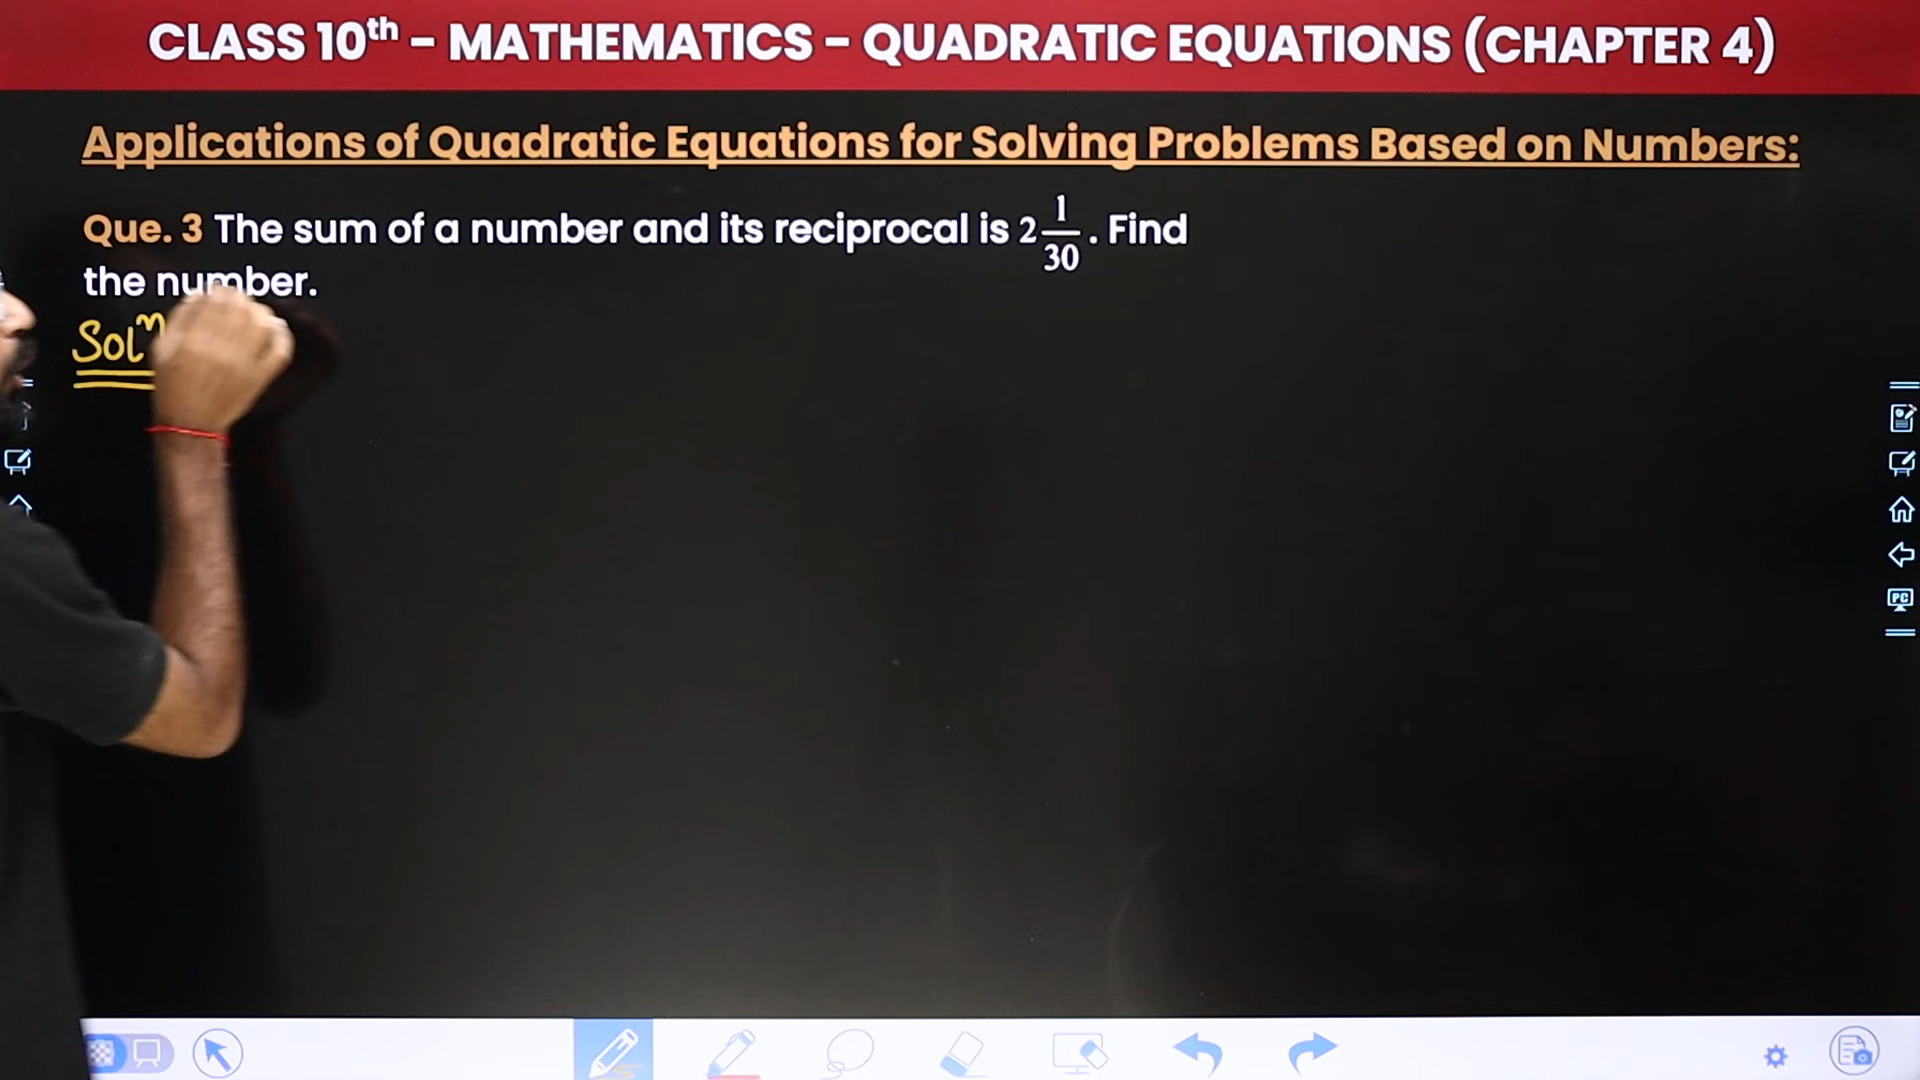 CLASS 10th - MATHEMATICS - QUADRATIC EQUATIONS (CHAPTER 4)
Applications of Quadratic Equations for Solving Problems Based on Numbers:
Que. 3 The sum of a number and its reciprocal is 2 1/30 . Find
the number.
Soln
PC